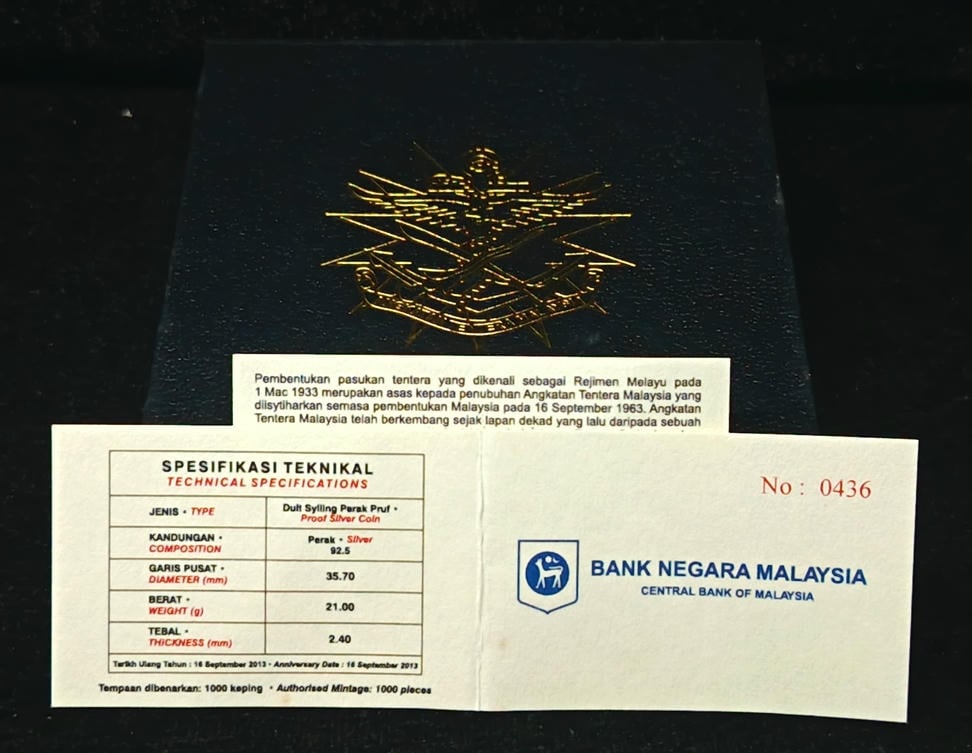 Pembentukan pasukan tentera yang dikenali sebagai Rejimen Melayu pada
1 Mac 1933 merupakan asas kepada penubuhan Angkatan Tentera Malaysia yang
diisytiharkan semasa pembentukan Malaysia pada 16 September 1963. Angkatan
Tentera Malaysia telah berkembang sejak lapan dekad yang lalu daripada sebuah
SPESIFIKASI TEKNIKAL
TECHNICAL SPECIFICATIONS
JENIS • TYPE
Duit Syiling Perak Pruf •
Proof Silver Coin
KANDUNGAN •
COMPOSITION
Perak • Silver
92.5
GARIS PUSAT •
DIAMETER (mm)
35.70
BERAT •
WEIGHT (g)
21.00
TEBAL •
THICKNESS (mm)
2.40
Tarikh Ulang Tahun : 16 September 2013 • Anniversary Date : 16 September 2013
Tempaan dibenarkan: 1000 keping • Authorised Mintage: 1000 pieces
No : 0436
BANK NEGARA MALAYSIA
CENTRAL BANK OF MALAYSIA